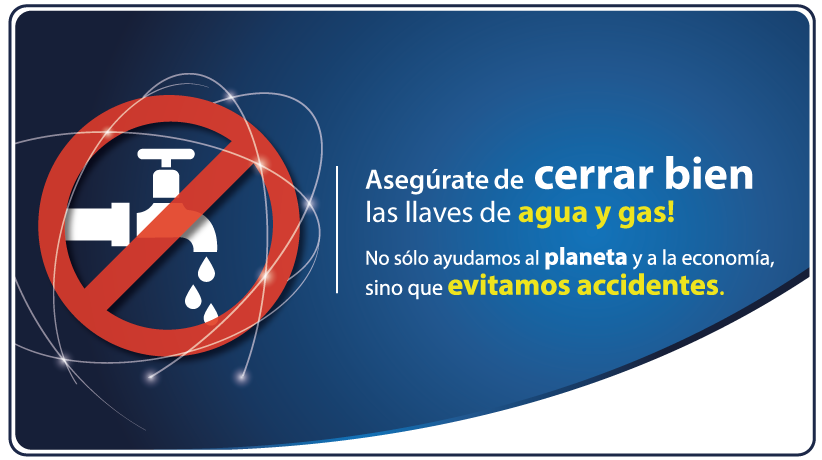 Asegúrate de cerrar bien
las llaves de agua y gas!
No sólo ayudamos al planeta y a la economía,
sino que evitamos accidentes.